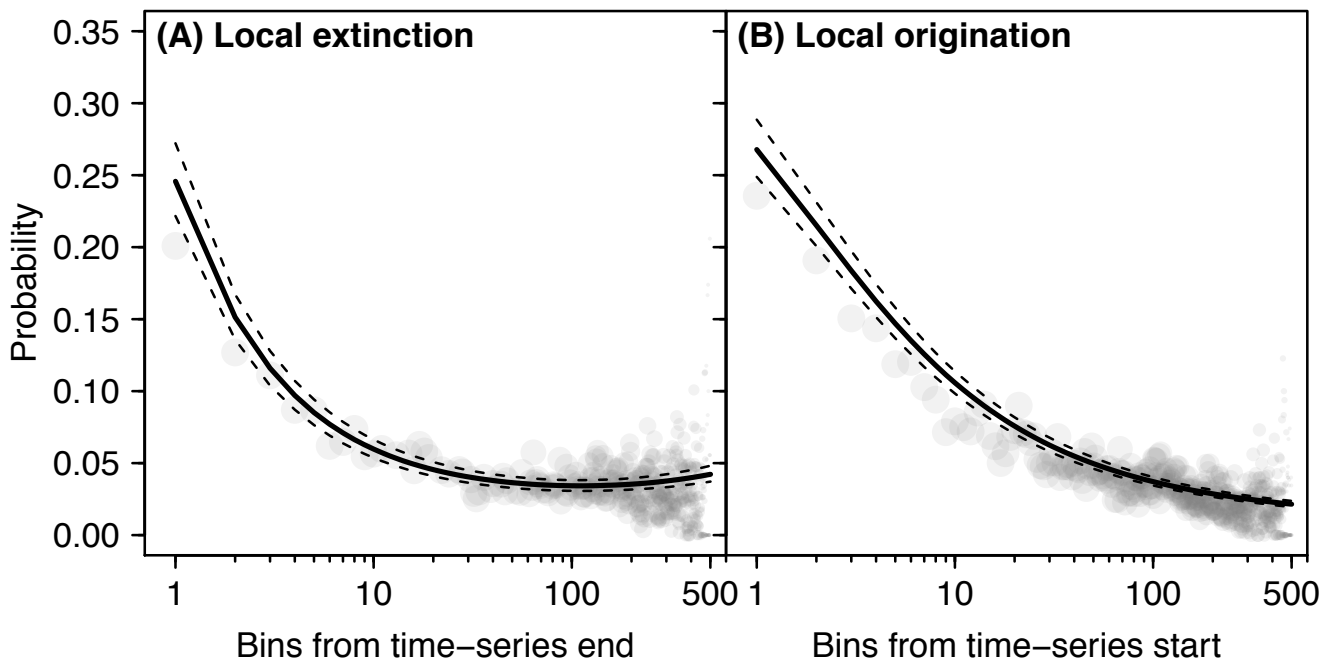 (A) Local extinction
(B) Local origination
0.35
0.30
0.25
0.20
0.15
0.10
0.05
0.00
Probability
1 10 100 500
1 10 100 500
Bins from time−series end
Bins from time−series start